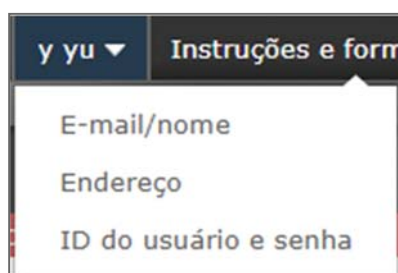 y yu Instruções e form
E-mail/nome
Endereço
ID do usuário e senha